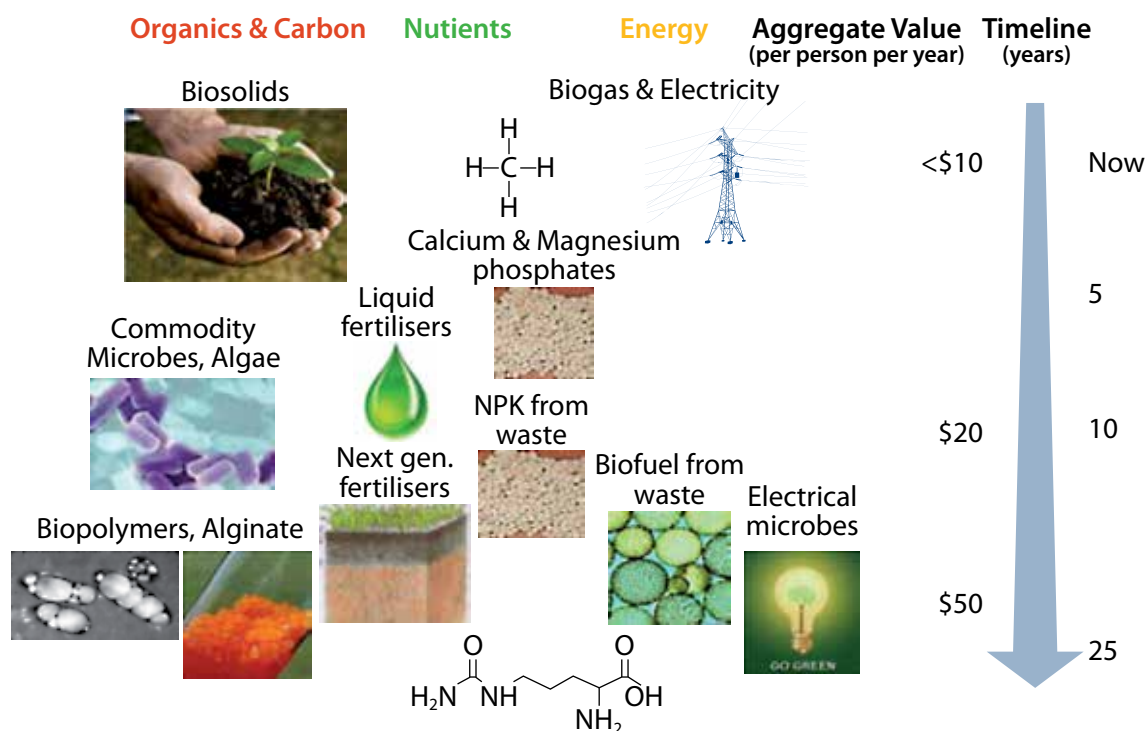 Organics & Carbon
Nutrients
Energy
Aggregate Value
(per person per year)
Timeline
(years)
Biosolids
Biogas & Electricity
H
H–C–H
H
<$10
Now
Calcium & Magnesium
phosphates
5
Liquid
fertilisers
Commodity
Microbes, Algae
NPK from
waste
$20
10
Next gen.
fertilisers
Biofuel from
waste
Electrical
microbes
Biopolymers, Alginate
$50
25
GO GREEN
O
O
H₂N
NH
OH
NH₂